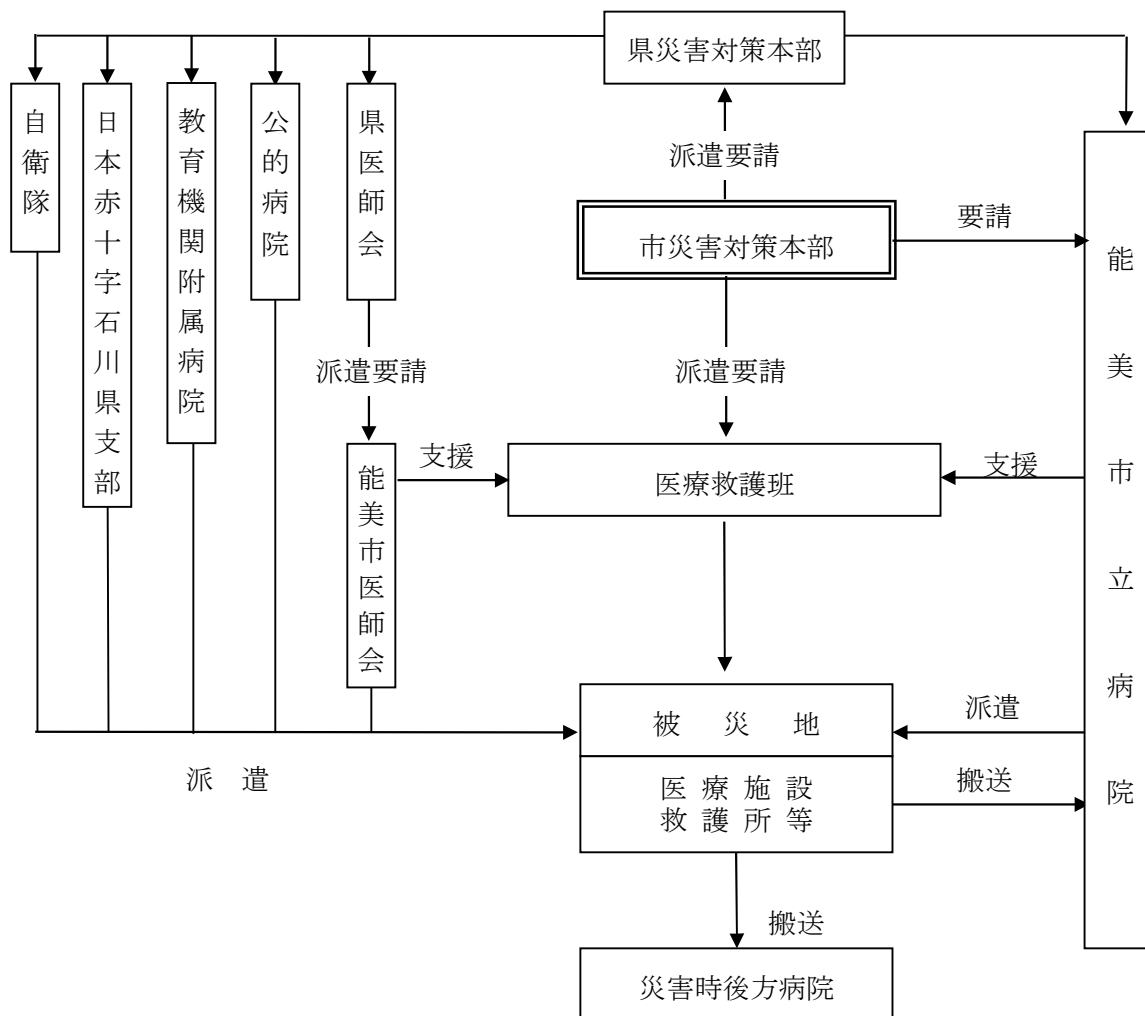 県災害対策本部
自衛隊
日本赤十字石川県支部
教育機関附属病院
公的病院
県医師会
派遣要請
市災害対策本部
要請
能美市立病院
派遣要請
派遣要請
能美市医師会
支援
医療救護班
支援
被災地
派遣
派遣
医療施設
救護所等
搬送
搬送
災害時後方病院